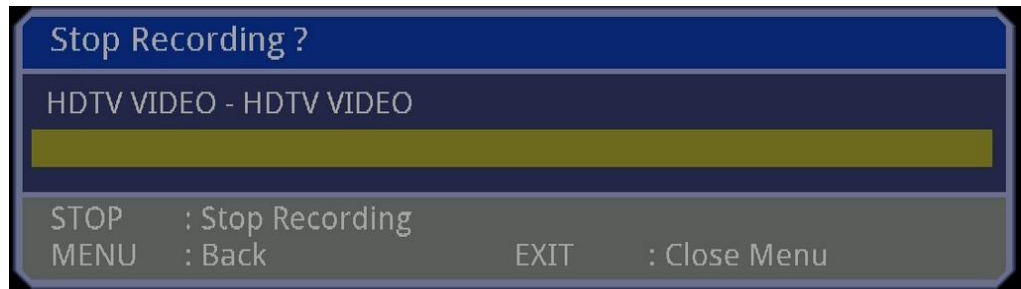 Stop Recording ?
HDTV VIDEO - HDTV VIDEO
STOP : Stop Recording
MENU : Back EXIT : Close Menu